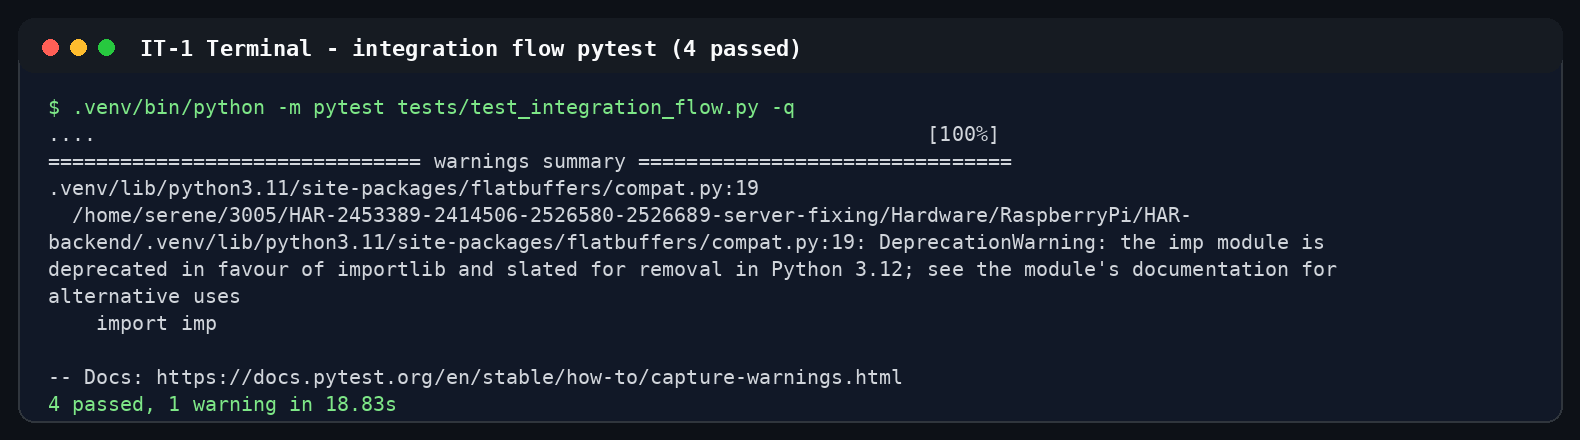 IT-1 Terminal - integration flow pytest (4 passed)
$ .venv/bin/python -m pytest tests/test_integration_flow.py -q
.... [100%]
=============================== warnings summary ===============================
.venv/lib/python3.11/site-packages/flatbuffers/compat.py:19
  /home/serene/3005/HAR-2453389-2414506-2526580-2526689-server-fixing/Hardware/RaspberryPi/HAR-
backend/.venv/lib/python3.11/site-packages/flatbuffers/compat.py:19: DeprecationWarning: the imp module is
deprecated in favour of importlib and slated for removal in Python 3.12; see the module's documentation for
alternative uses
    import imp

-- Docs: https://docs.pytest.org/en/stable/how-to/capture-warnings.html
4 passed, 1 warning in 18.83s